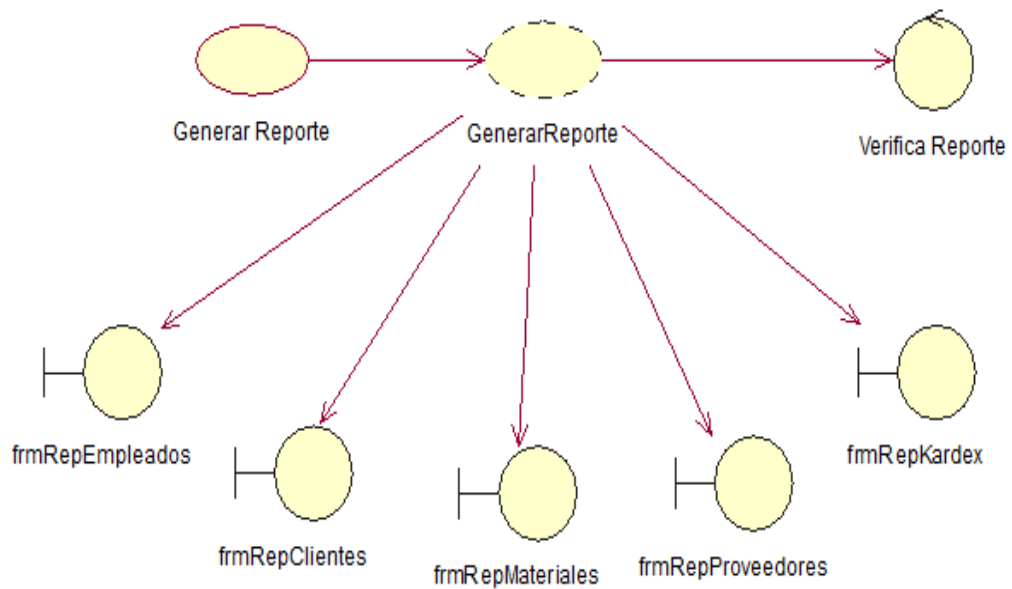 Generar Reporte
GenerarReporte
Verifica Reporte
frmRepEmpleados
frmRepClientes
frmRepMateriales
frmRepProveedores
frmRepKardex